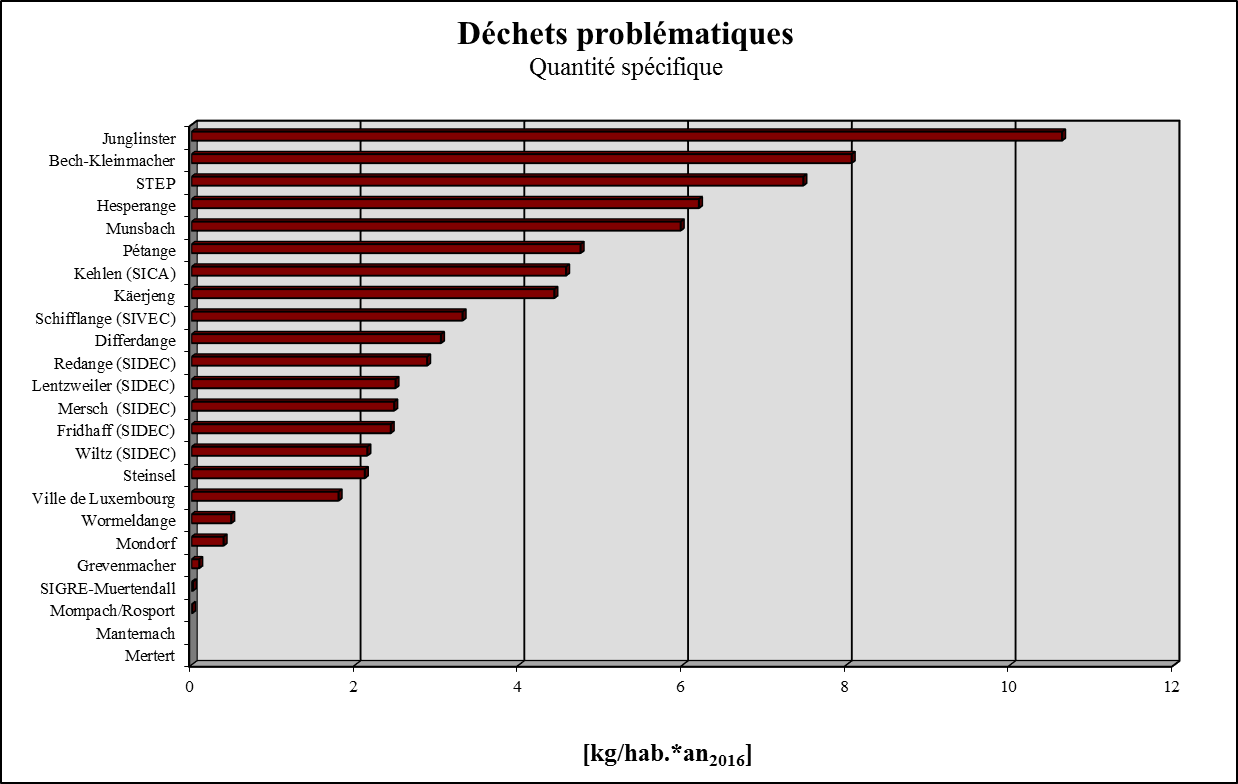 Déchets problématiques
Quantité spécifique
Junglinster
Bech-Kleinmacher
STEP
Hesperange
Munsbach
Pétange
Kehlen (SICA)
Käerjeng
Schifflange (SIVEC)
Differdange
Redange (SIDEC)
Lentzweiler (SIDEC)
Mersch (SIDEC)
Fridhaff (SIDEC)
Wiltz (SIDEC)
Steinsel
Ville de Luxembourg
Wormeldange
Mondorf
Grevenmacher
SIGRE-Muertendall
Mompach/Rosport
Manternach
Mertert
0 2 4 6 8 10 12
[kg/hab.*an2016]